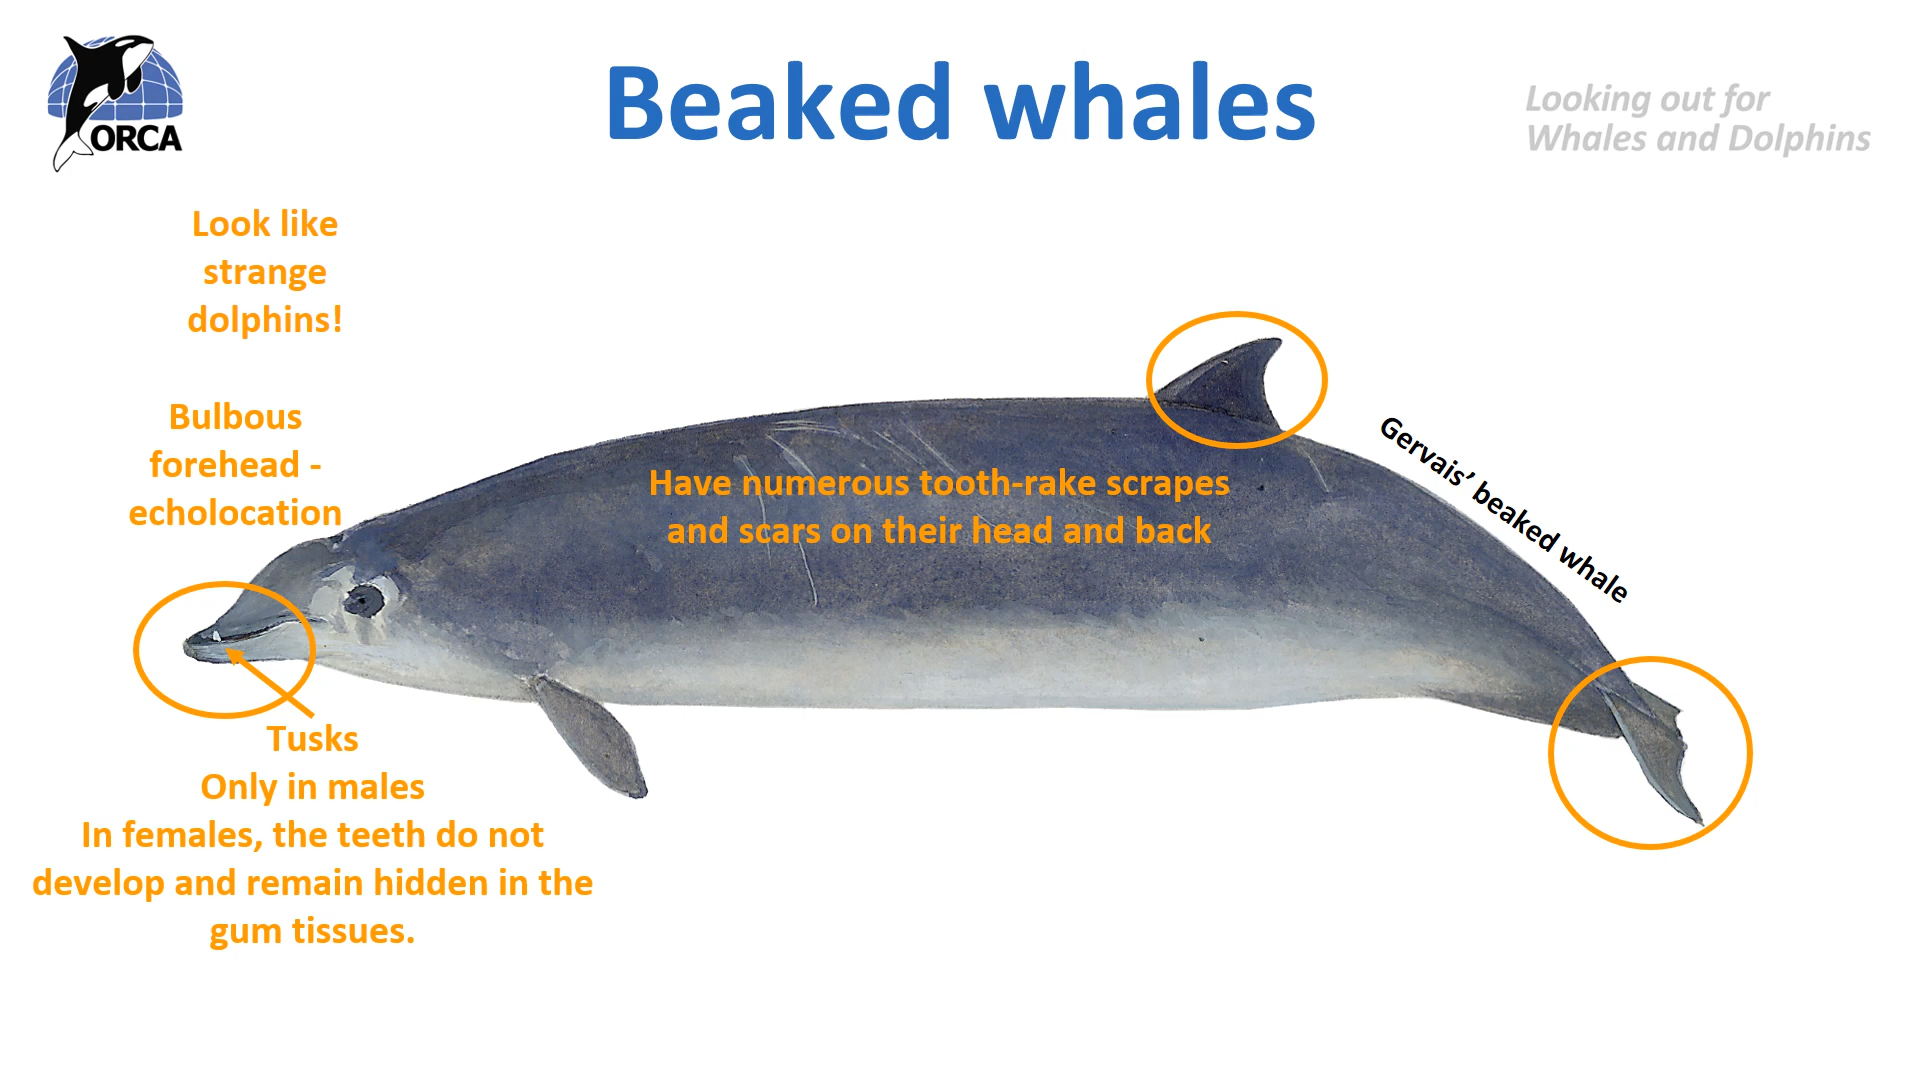 ORCA
Beaked whales
Looking out for
Whales and Dolphins
Look like
strange
dolphins!
Bulbous
forehead -
echolocation
Have numerous tooth-rake scrapes
and scars on their head and back
Gervais’ beaked whale
Tusks
Only in males
In females, the teeth do not
develop and remain hidden in the
gum tissues.